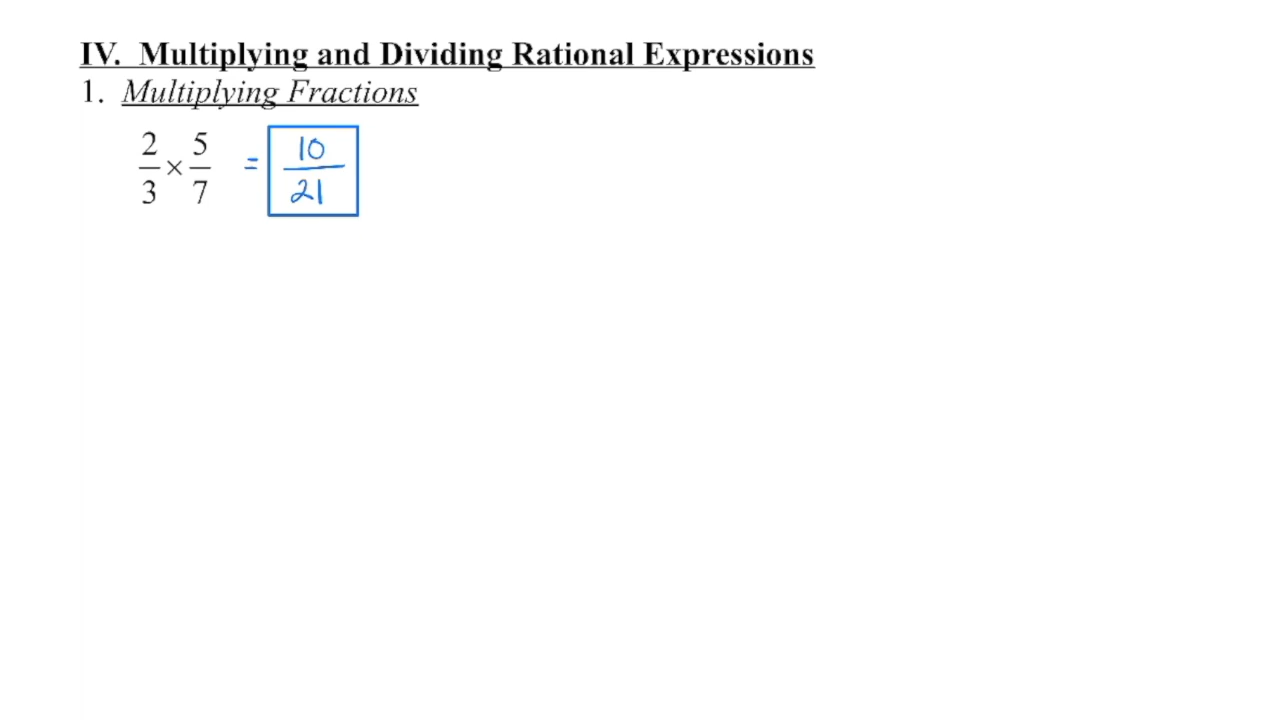 IV. Multiplying and Dividing Rational Expressions
1. Multiplying Fractions
2/3 × 5/7 = 10/21